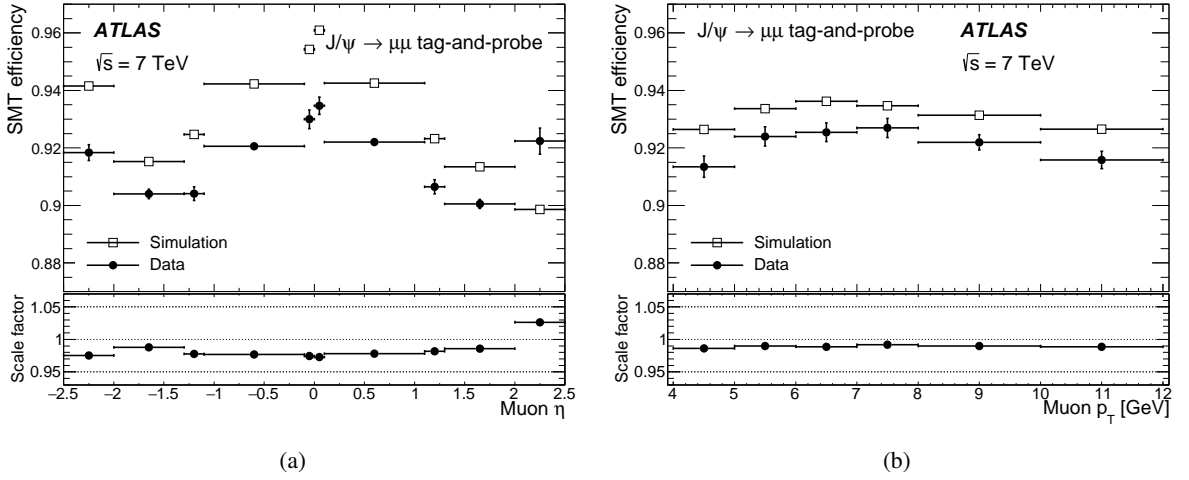 SMT efficiency
0.96
0.94
0.92
0.9
0.88
ATLAS
√s = 7 TeV
J/ψ → μμ tag-and-probe
Simulation
Data
Scale factor
1.05
1
0.95
−2.5 −2 −1.5 −1 −0.5 0 0.5 1 1.5 2 2.5
Muon η
(a)
SMT efficiency
0.96
0.94
0.92
0.9
0.88
J/ψ → μμ tag-and-probe
ATLAS
√s = 7 TeV
Simulation
Data
Scale factor
1.05
1
0.95
4 5 6 7 8 9 10 11 12
Muon p_T [GeV]
(b)